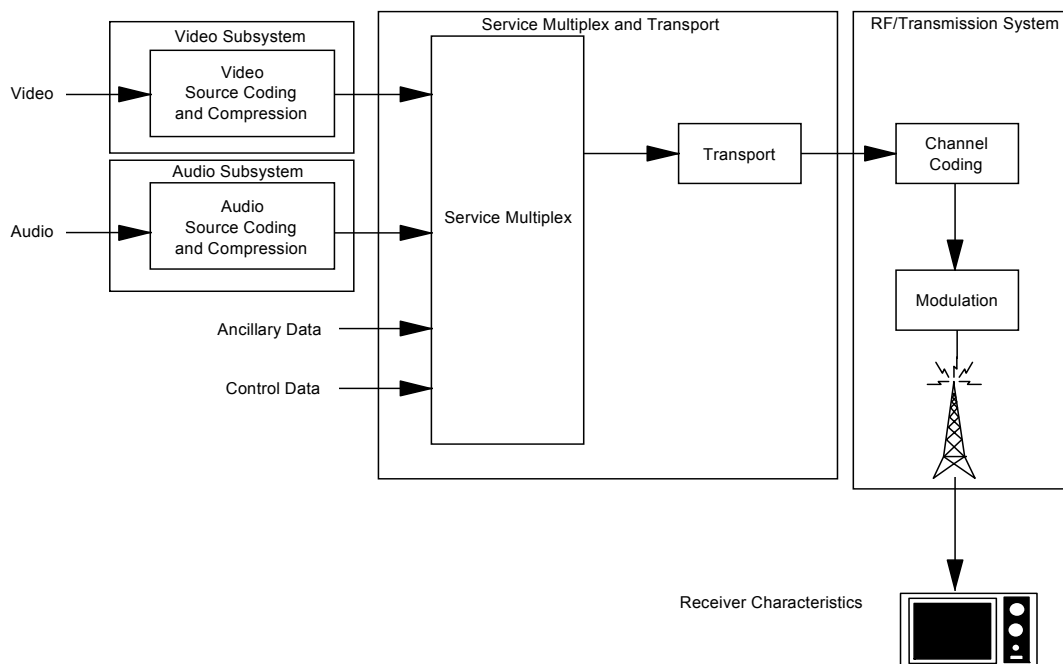 Video Subsystem
Service Multiplex and Transport
RF/Transmission System
Video
Video
Source Coding
and Compression
Audio Subsystem
Audio
Audio
Source Coding
and Compression
Service Multiplex
Transport
Channel
Coding
Modulation
Ancillary Data
Control Data
Receiver Characteristics